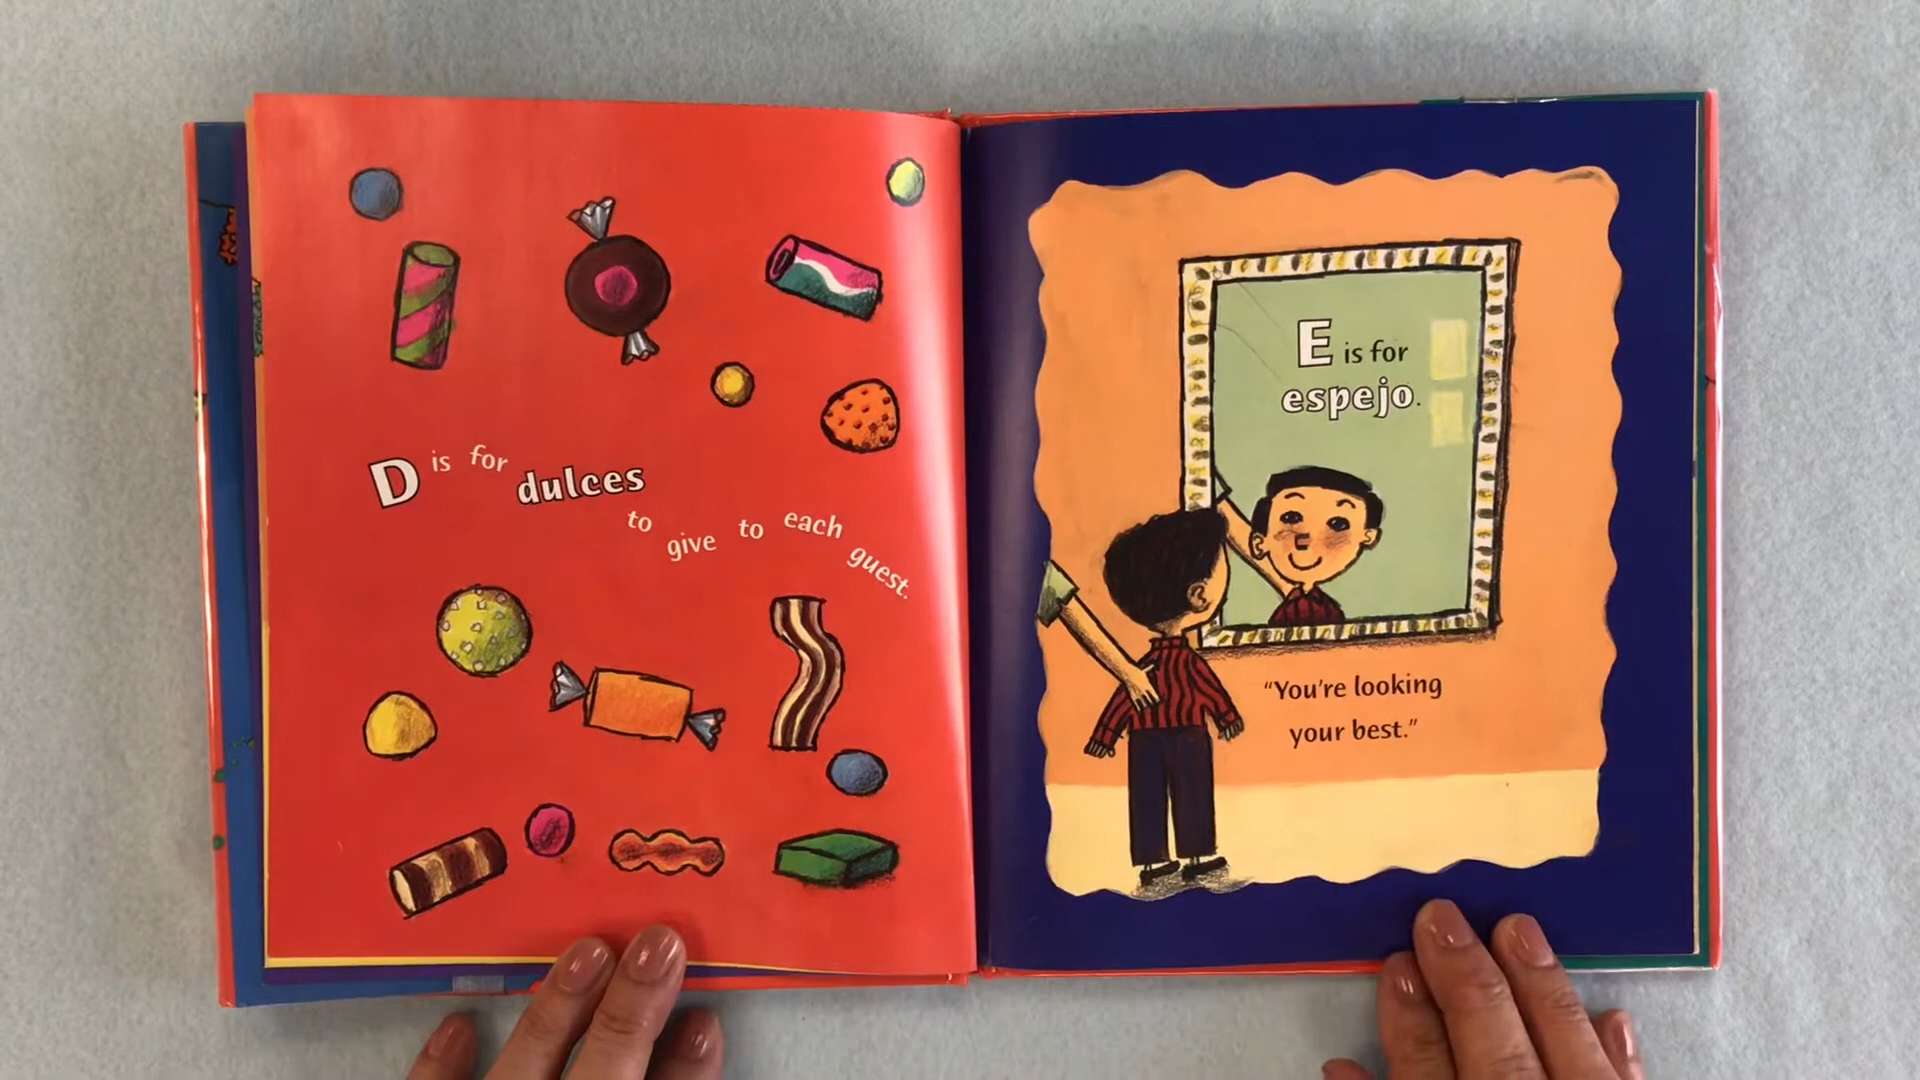 D is for dulces
to give to each guest.
E is for
espejo.
"You're looking
your best."